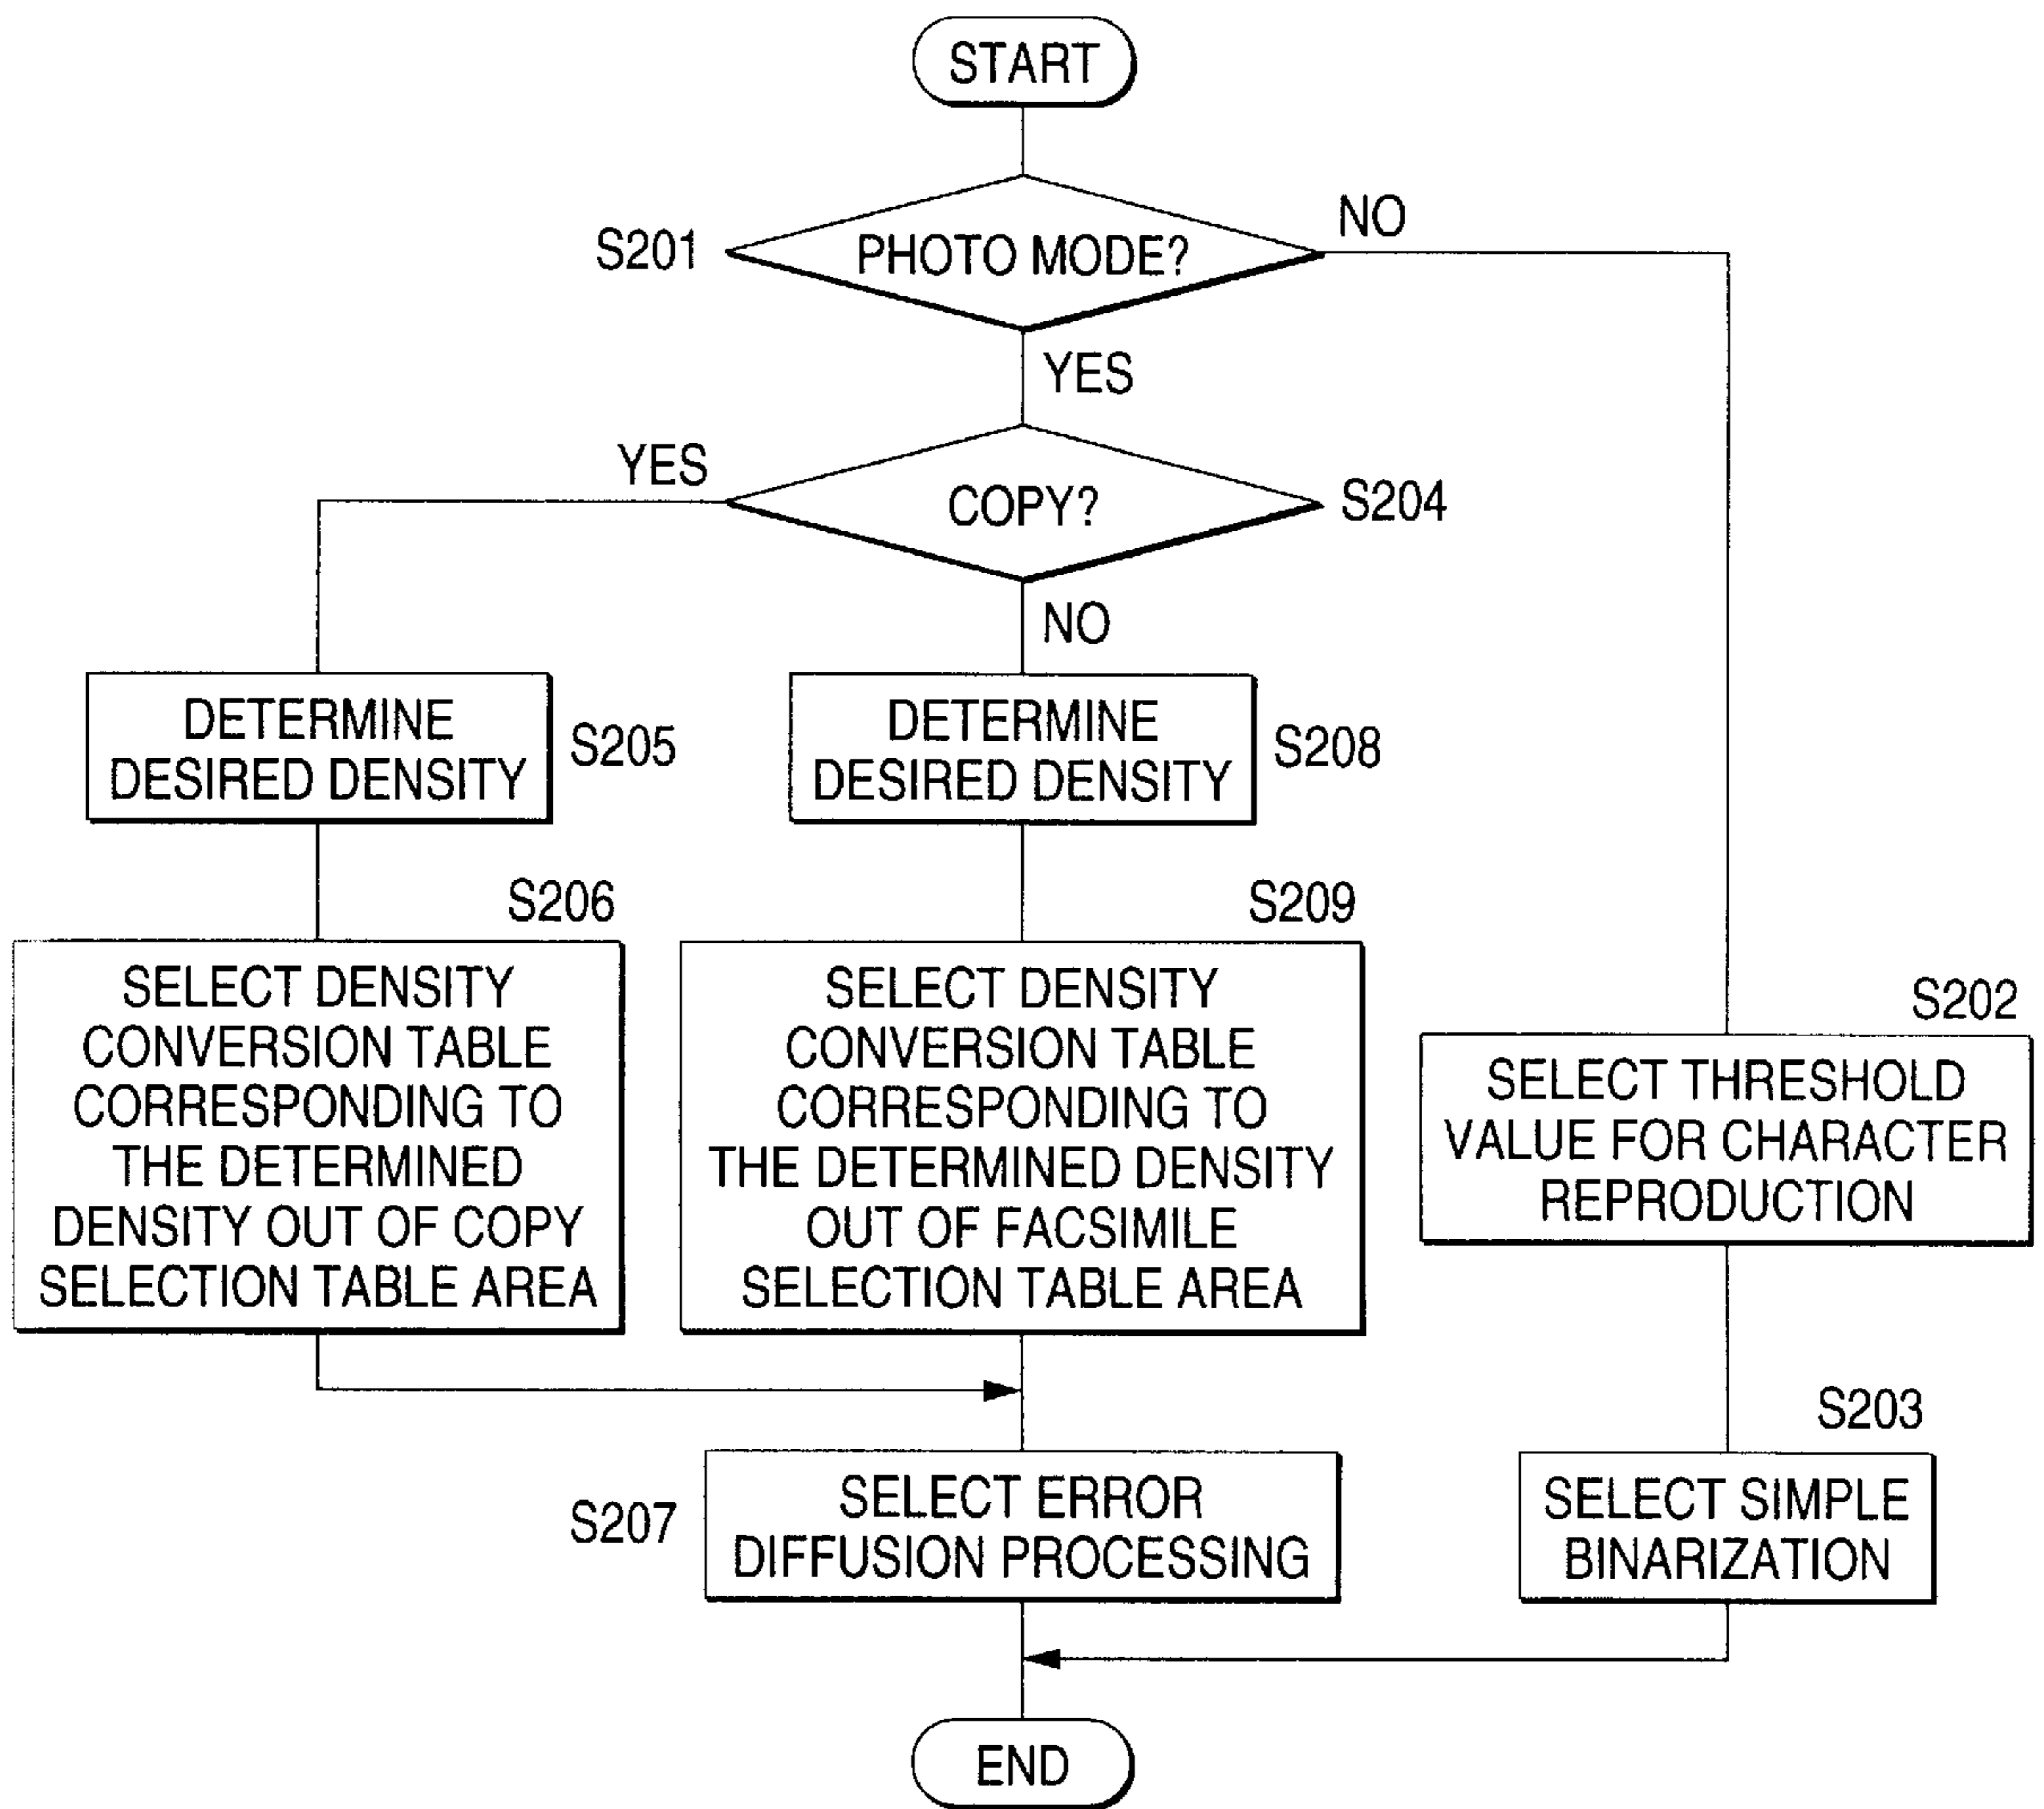 START
S201
PHOTO MODE?
NO
YES
YES
COPY?
S204
NO
DETERMINE
DESIRED DENSITY
S205
DETERMINE
DESIRED DENSITY
S208
S206
SELECT DENSITY
CONVERSION TABLE
CORRESPONDING TO
THE DETERMINED
DENSITY OUT OF COPY
SELECTION TABLE AREA
S209
SELECT DENSITY
CONVERSION TABLE
CORRESPONDING TO
THE DETERMINED DENSITY
OUT OF FACSIMILE
SELECTION TABLE AREA
S202
SELECT THRESHOLD
VALUE FOR CHARACTER
REPRODUCTION
S207
SELECT ERROR
DIFFUSION PROCESSING
S203
SELECT SIMPLE
BINARIZATION
END